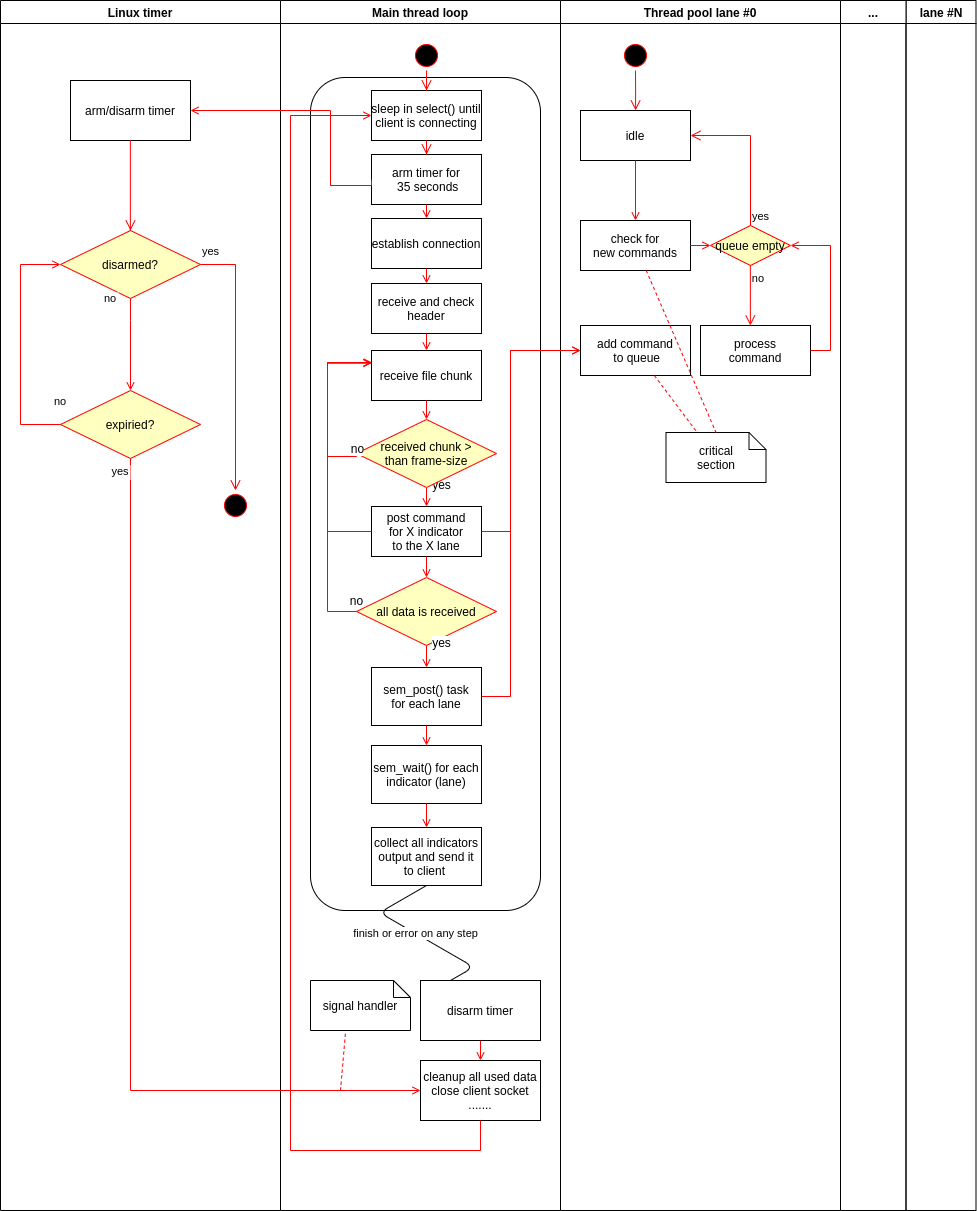 Linux timer
Main thread loop
Thread pool lane #0
...
lane #N
arm/disarm timer
disarmed?
yes
no
expiried?
no
yes
sleep in select() until
client is connecting
arm timer for
35 seconds
establish connection
receive and check
header
receive file chunk
received chunk >
than frame-size
no
yes
post command
for X indicator
to the X lane
all data is received
no
yes
sem_post() task
for each lane
sem_wait() for each
indicator (lane)
collect all indicators
output and send it
to client
finish or error on any step
signal handler
disarm timer
cleanup all used data
close client socket
.......
idle
check for
new commands
queue empty
yes
no
add command
to queue
process
command
critical
section